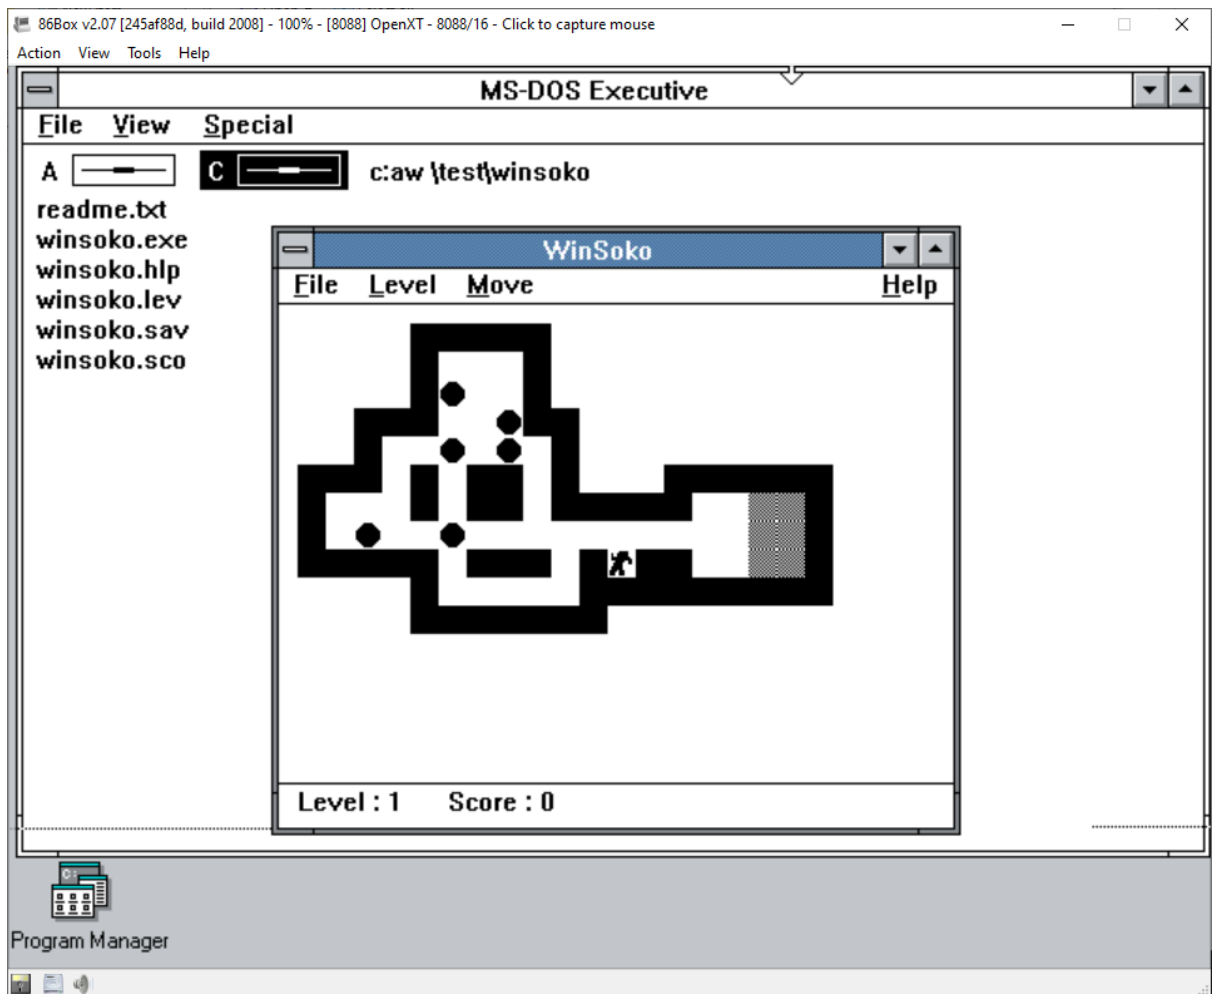 86Box v2.07 [245af88d, build 2008] - 100% - [8088] OpenXT - 8088/16 - Click to capture mouse
Action View Tools Help
MS-DOS Executive
File View Special
A C c:aw \test\winsoko
readme.txt
winsoko.exe
winsoko.hlp
winsoko.lev
winsoko.sav
winsoko.sco
WinSoko
File Level Move Help
Level : 1 Score : 0
C:
Program Manager